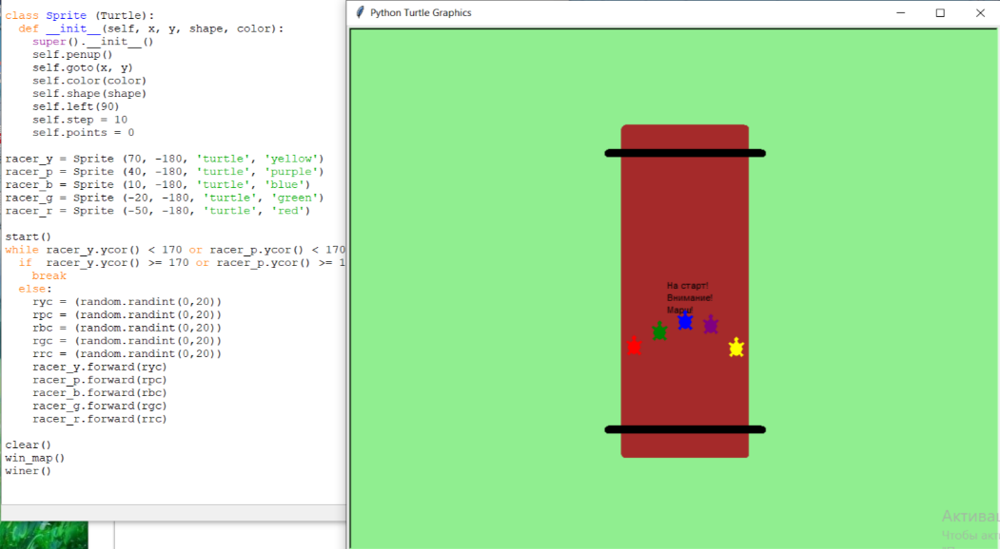 class Sprite (Turtle):
  def __init__(self, x, y, shape, color):
    super().__init__()
    self.penup()
    self.goto(x, y)
    self.color(color)
    self.shape(shape)
    self.left(90)
    self.step = 10
    self.points = 0
racer_y = Sprite (70, -180, 'turtle', 'yellow')
racer_p = Sprite (40, -180, 'turtle', 'purple')
racer_b = Sprite (10, -180, 'turtle', 'blue')
racer_g = Sprite (-20, -180, 'turtle', 'green')
racer_r = Sprite (-50, -180, 'turtle', 'red')
start()
while racer_y.ycor() < 170 or racer_p.ycor() < 170
  if  racer_y.ycor() >= 170 or racer_p.ycor() >= 1
    break
  else:
    ryc = (random.randint(0,20))
    rpc = (random.randint(0,20))
    rbc = (random.randint(0,20))
    rgc = (random.randint(0,20))
    rrc = (random.randint(0,20))
    racer_y.forward(ryc)
    racer_p.forward(rpc)
    racer_b.forward(rbc)
    racer_g.forward(rgc)
    racer_r.forward(rrc)
clear()
win_map()
winer()
Python Turtle Graphics
На старт!
Внимание!
Марш!
Активац
Чтобы акт